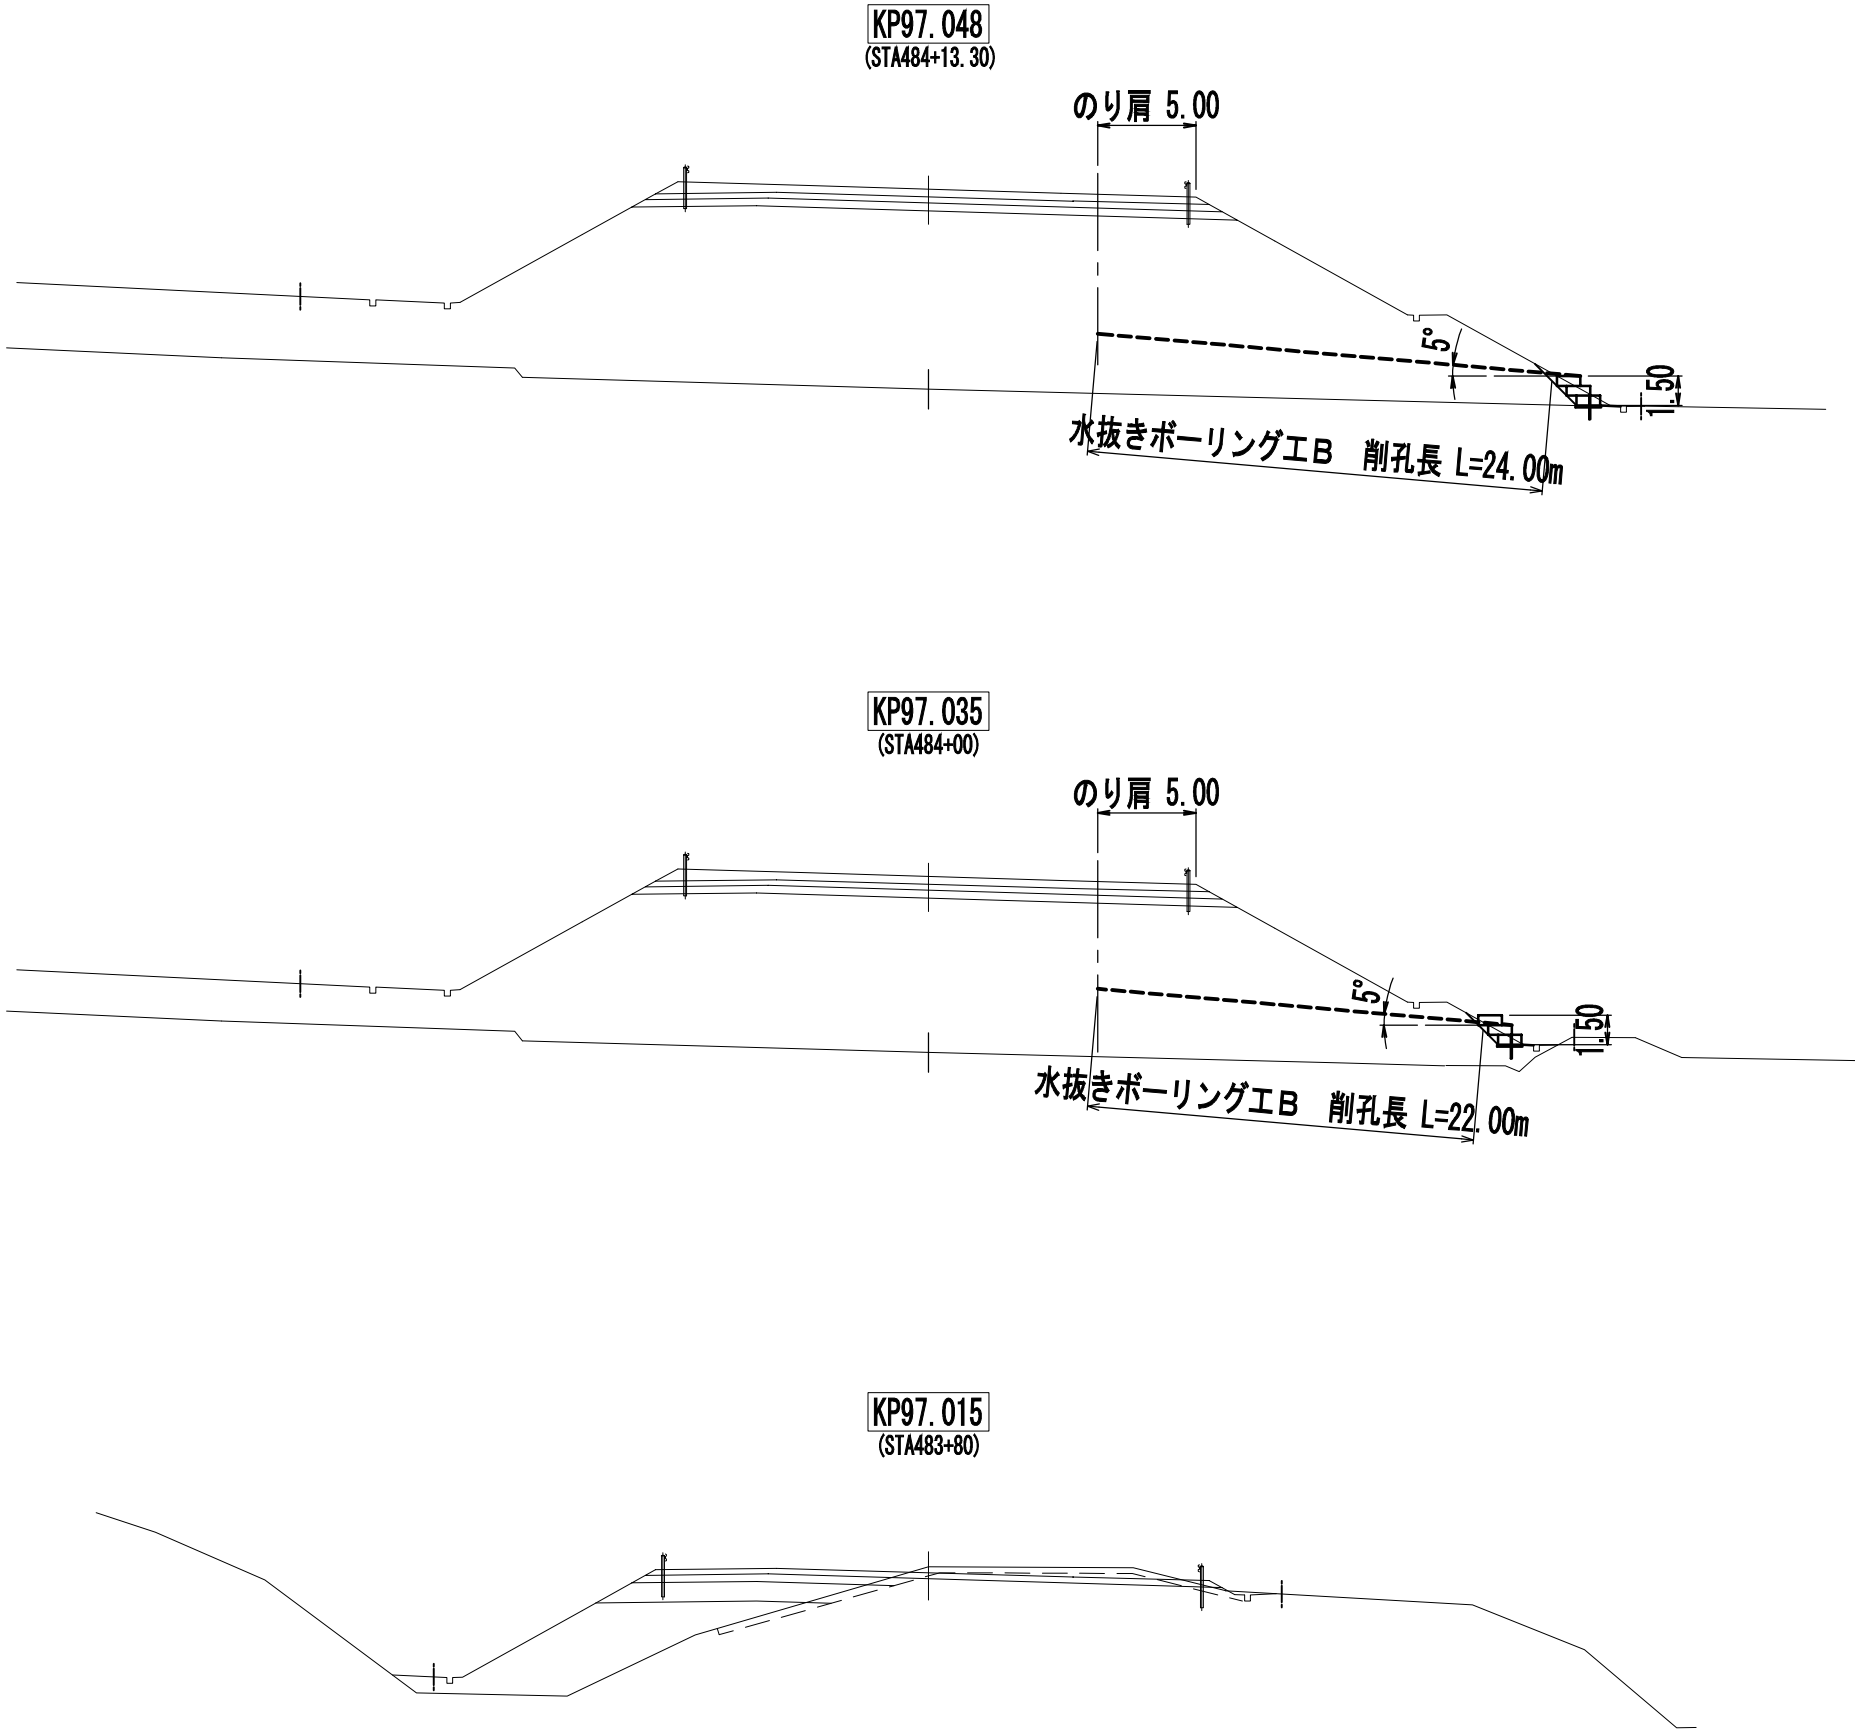 KP97.048
(STA484+13.30)
のり肩 5.00
5°
1.50
水抜きボーリング工B 削孔長 L=24.00m
KP97.035
(STA484+00)
のり肩 5.00
5°
1.50
水抜きボーリング工B 削孔長 L=22.00m
KP97.015
(STA483+80)